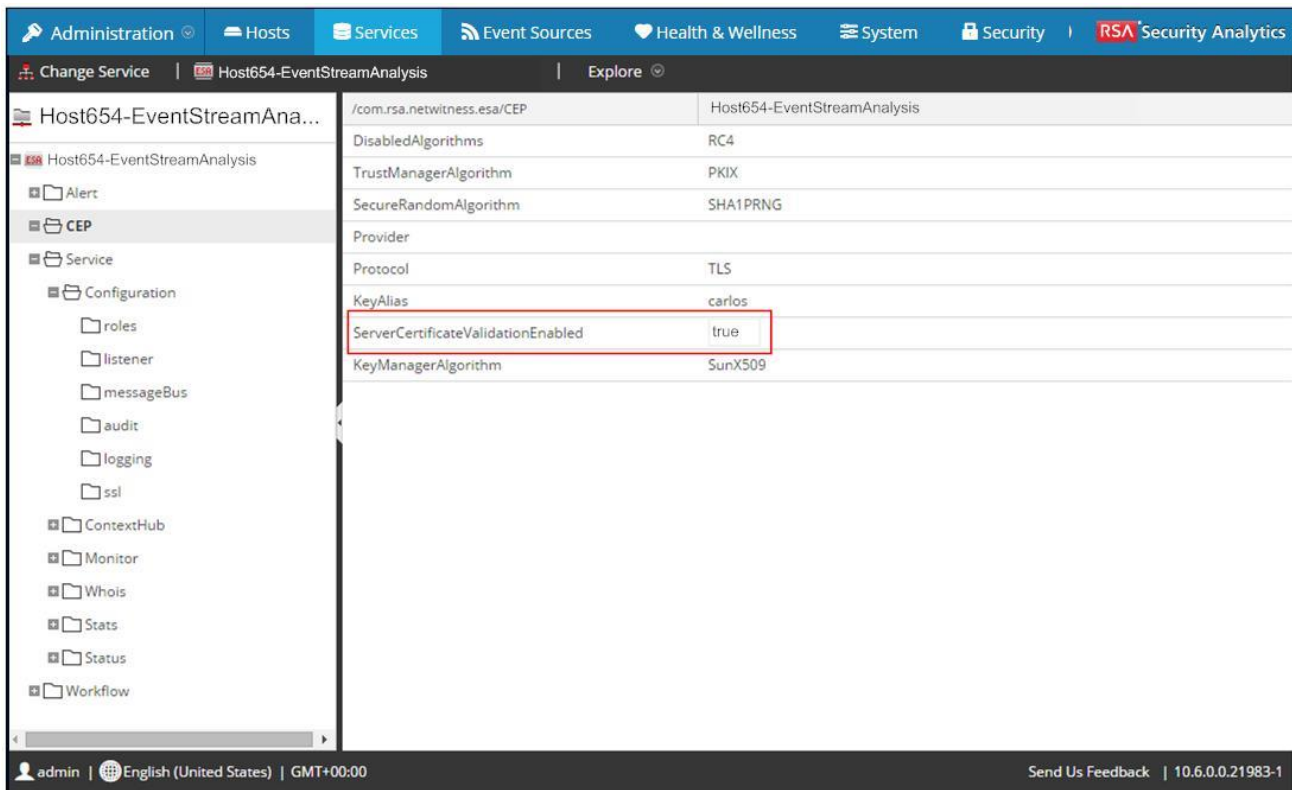 Administration Hosts Services Event Sources Health & Wellness System Security RSA Security Analytics
Change Service | ESA Host654-EventStreamAnalysis | Explore
Host654-EventStreamAna...
ESA Host654-EventStreamAnalysis
Alert
CEP
Service
Configuration
roles
listener
messageBus
audit
logging
ssl
ContextHub
Monitor
Whois
Stats
Status
Workflow
/com.rsa.netwitness.esa/CEP Host654-EventStreamAnalysis
DisabledAlgorithms RC4
TrustManagerAlgorithm PKIX
SecureRandomAlgorithm SHA1PRNG
Provider
Protocol TLS
KeyAlias carlos
ServerCertificateValidationEnabled true
KeyManagerAlgorithm SunX509
admin | English (United States) | GMT+00:00 Send Us Feedback | 10.6.0.0.21983-1